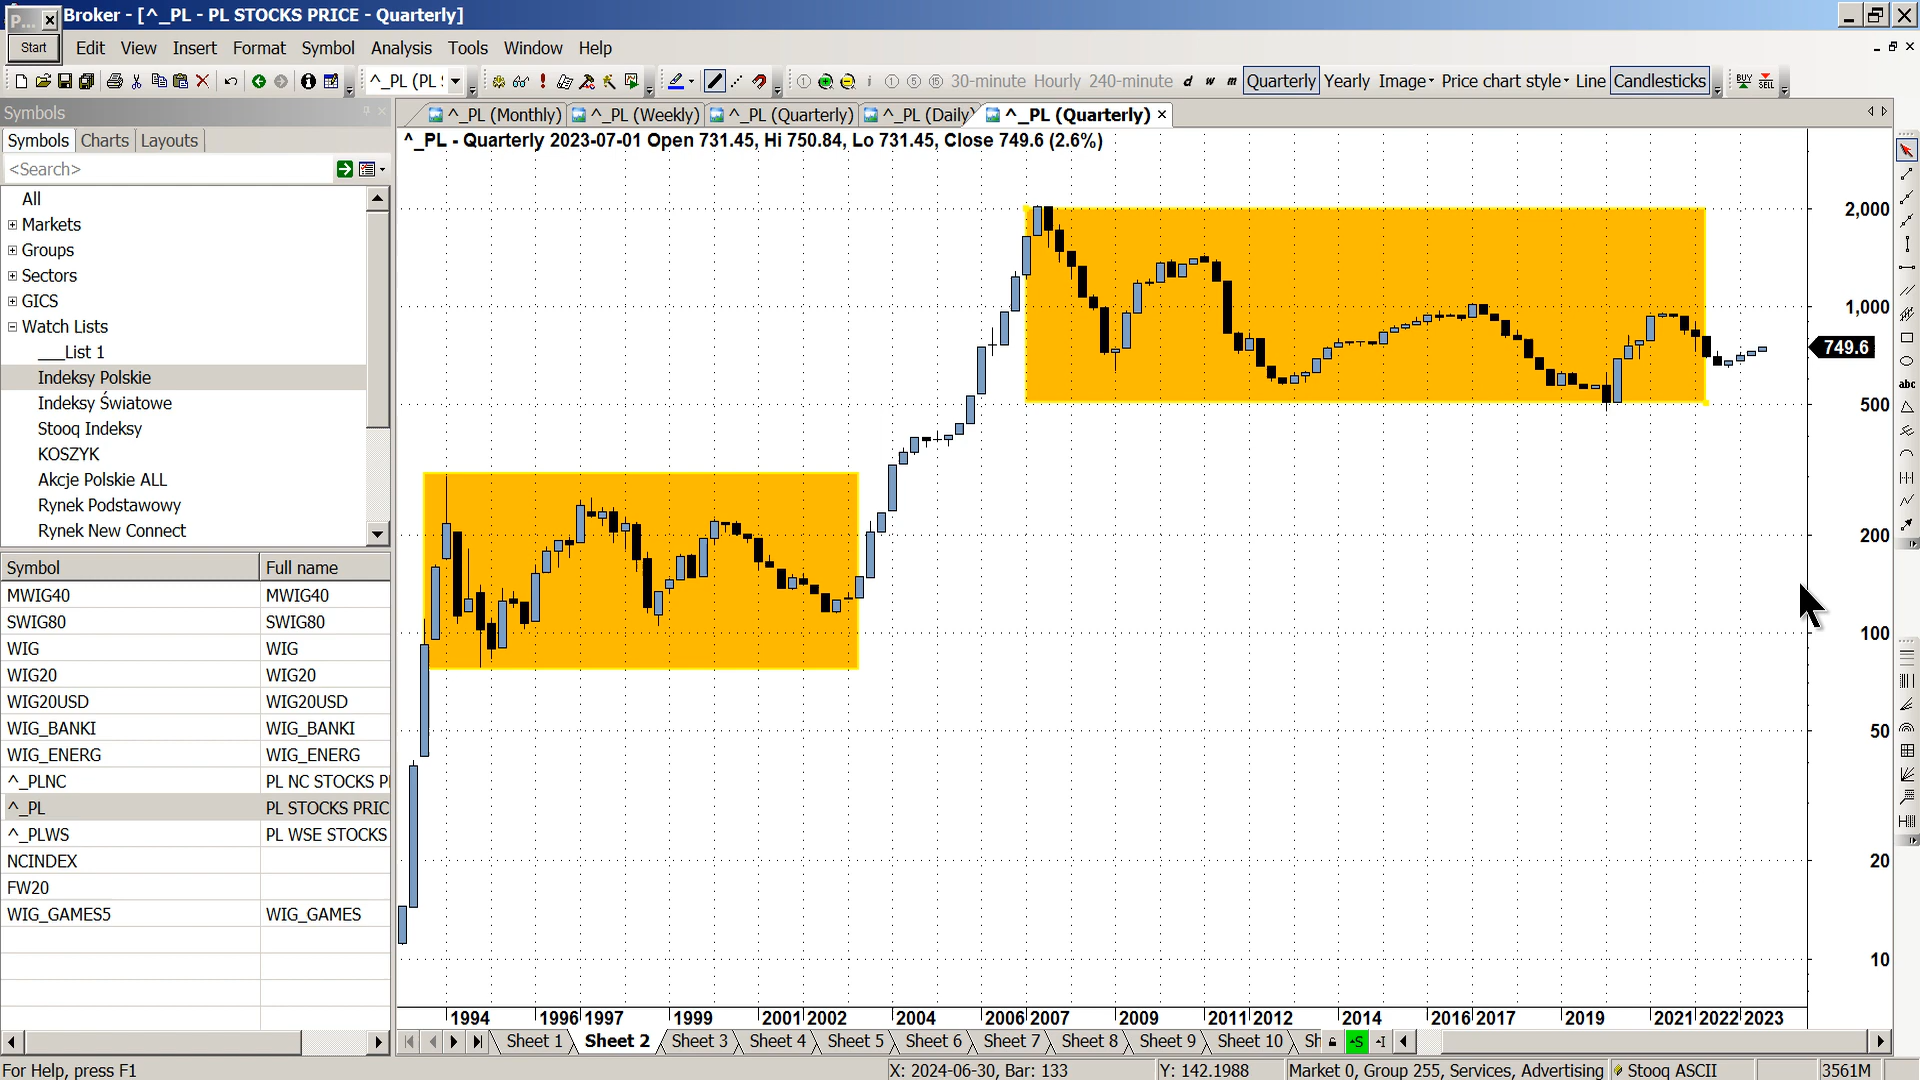 P...
Broker - [^_PL - PL STOCKS PRICE - Quarterly]
Start
Edit View Insert Format Symbol Analysis Tools Window Help
^_PL (PL
30-minute Hourly 240-minute d w m Quarterly Yearly Image Price chart style Line Candlesticks
BUY SELL
Symbols
Symbols Charts Layouts
<Search>
All
Markets
Groups
Sectors
GICS
Watch Lists
___List 1
Indeksy Polskie
Indeksy Światowe
Stooq Indeksy
KOSZYK
Akcje Polskie ALL
Rynek Podstawowy
Rynek New Connect
Symbol Full name
MWIG40 MWIG40
SWIG80 SWIG80
WIG WIG
WIG20 WIG20
WIG20USD WIG20USD
WIG_BANKI WIG_BANKI
WIG_ENERG WIG_ENERG
^_PLNC PL NC STOCKS P
^_PL PL STOCKS PRIC
^_PLWS PL WSE STOCKS
NCINDEX
FW20
WIG_GAMES5 WIG_GAMES
^_PL (Monthly) ^_PL (Weekly) ^_PL (Quarterly) ^_PL (Daily) ^_PL (Quarterly)
^_PL - Quarterly 2023-07-01 Open 731.45, Hi 750.84, Lo 731.45, Close 749.6 (2.6%)
2,000
1,000
749.6
500
200
100
50
20
10
abc
1994 1996 1997 1999 2001 2002 2004 2006 2007 2009 2011 2012 2014 2016 2017 2019 2021 2022 2023
Sheet 1 Sheet 2 Sheet 3 Sheet 4 Sheet 5 Sheet 6 Sheet 7 Sheet 8 Sheet 9 Sheet 10 Sh
For Help, press F1
X: 2024-06-30, Bar: 133
Y: 142.1988
Market 0, Group 255, Services, Advertising
Stooq ASCII
3561M